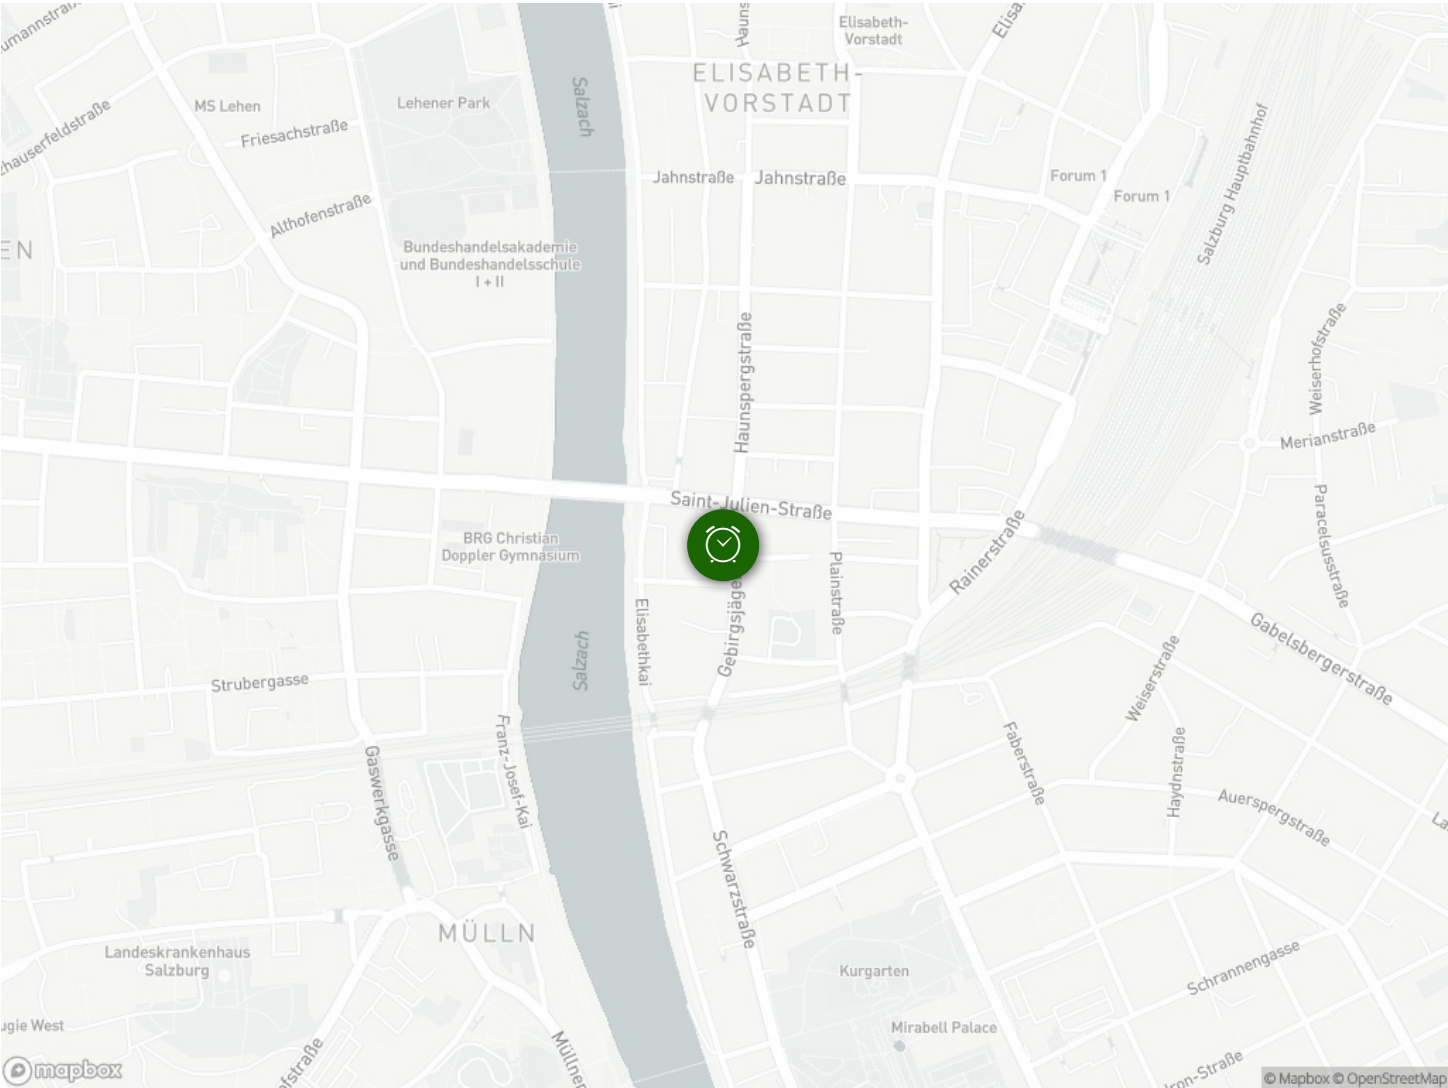 Elisabeth-
Vorstadt
ELISABETH-
VORSTADT
Salzach
MS Lehen
Lehener Park
Friesachstraße
Salzburg Hauptbahnhof
Jahnstraße
Jahnstraße
Forum 1
Forum 1
Althofenstraße
Bundeshandelsakademie
und Bundeshandelsschule
I + II
Haunspergstraße
Weiserhofstraße
Merianstraße
Saint-Julien-Straße
BRG Christian
Doppler Gymnasium
Rainerstraße
Paracelsusstraße
Plainstraße
Elisabethkai
Salzach
Gabelsbergerstraße
Strubergasse
Weiserstraße
Franz-Josef-Kai
Faberstraße
Haydnstraße
Gaswerkgasse
Auerspergstraße
Schwarzstraße
MÜLLN
Landeskrankenhaus
Salzburg
Kurgarten
Schrannengasse
Mirabell Palace
mapbox
© Mapbox © OpenStreetMap